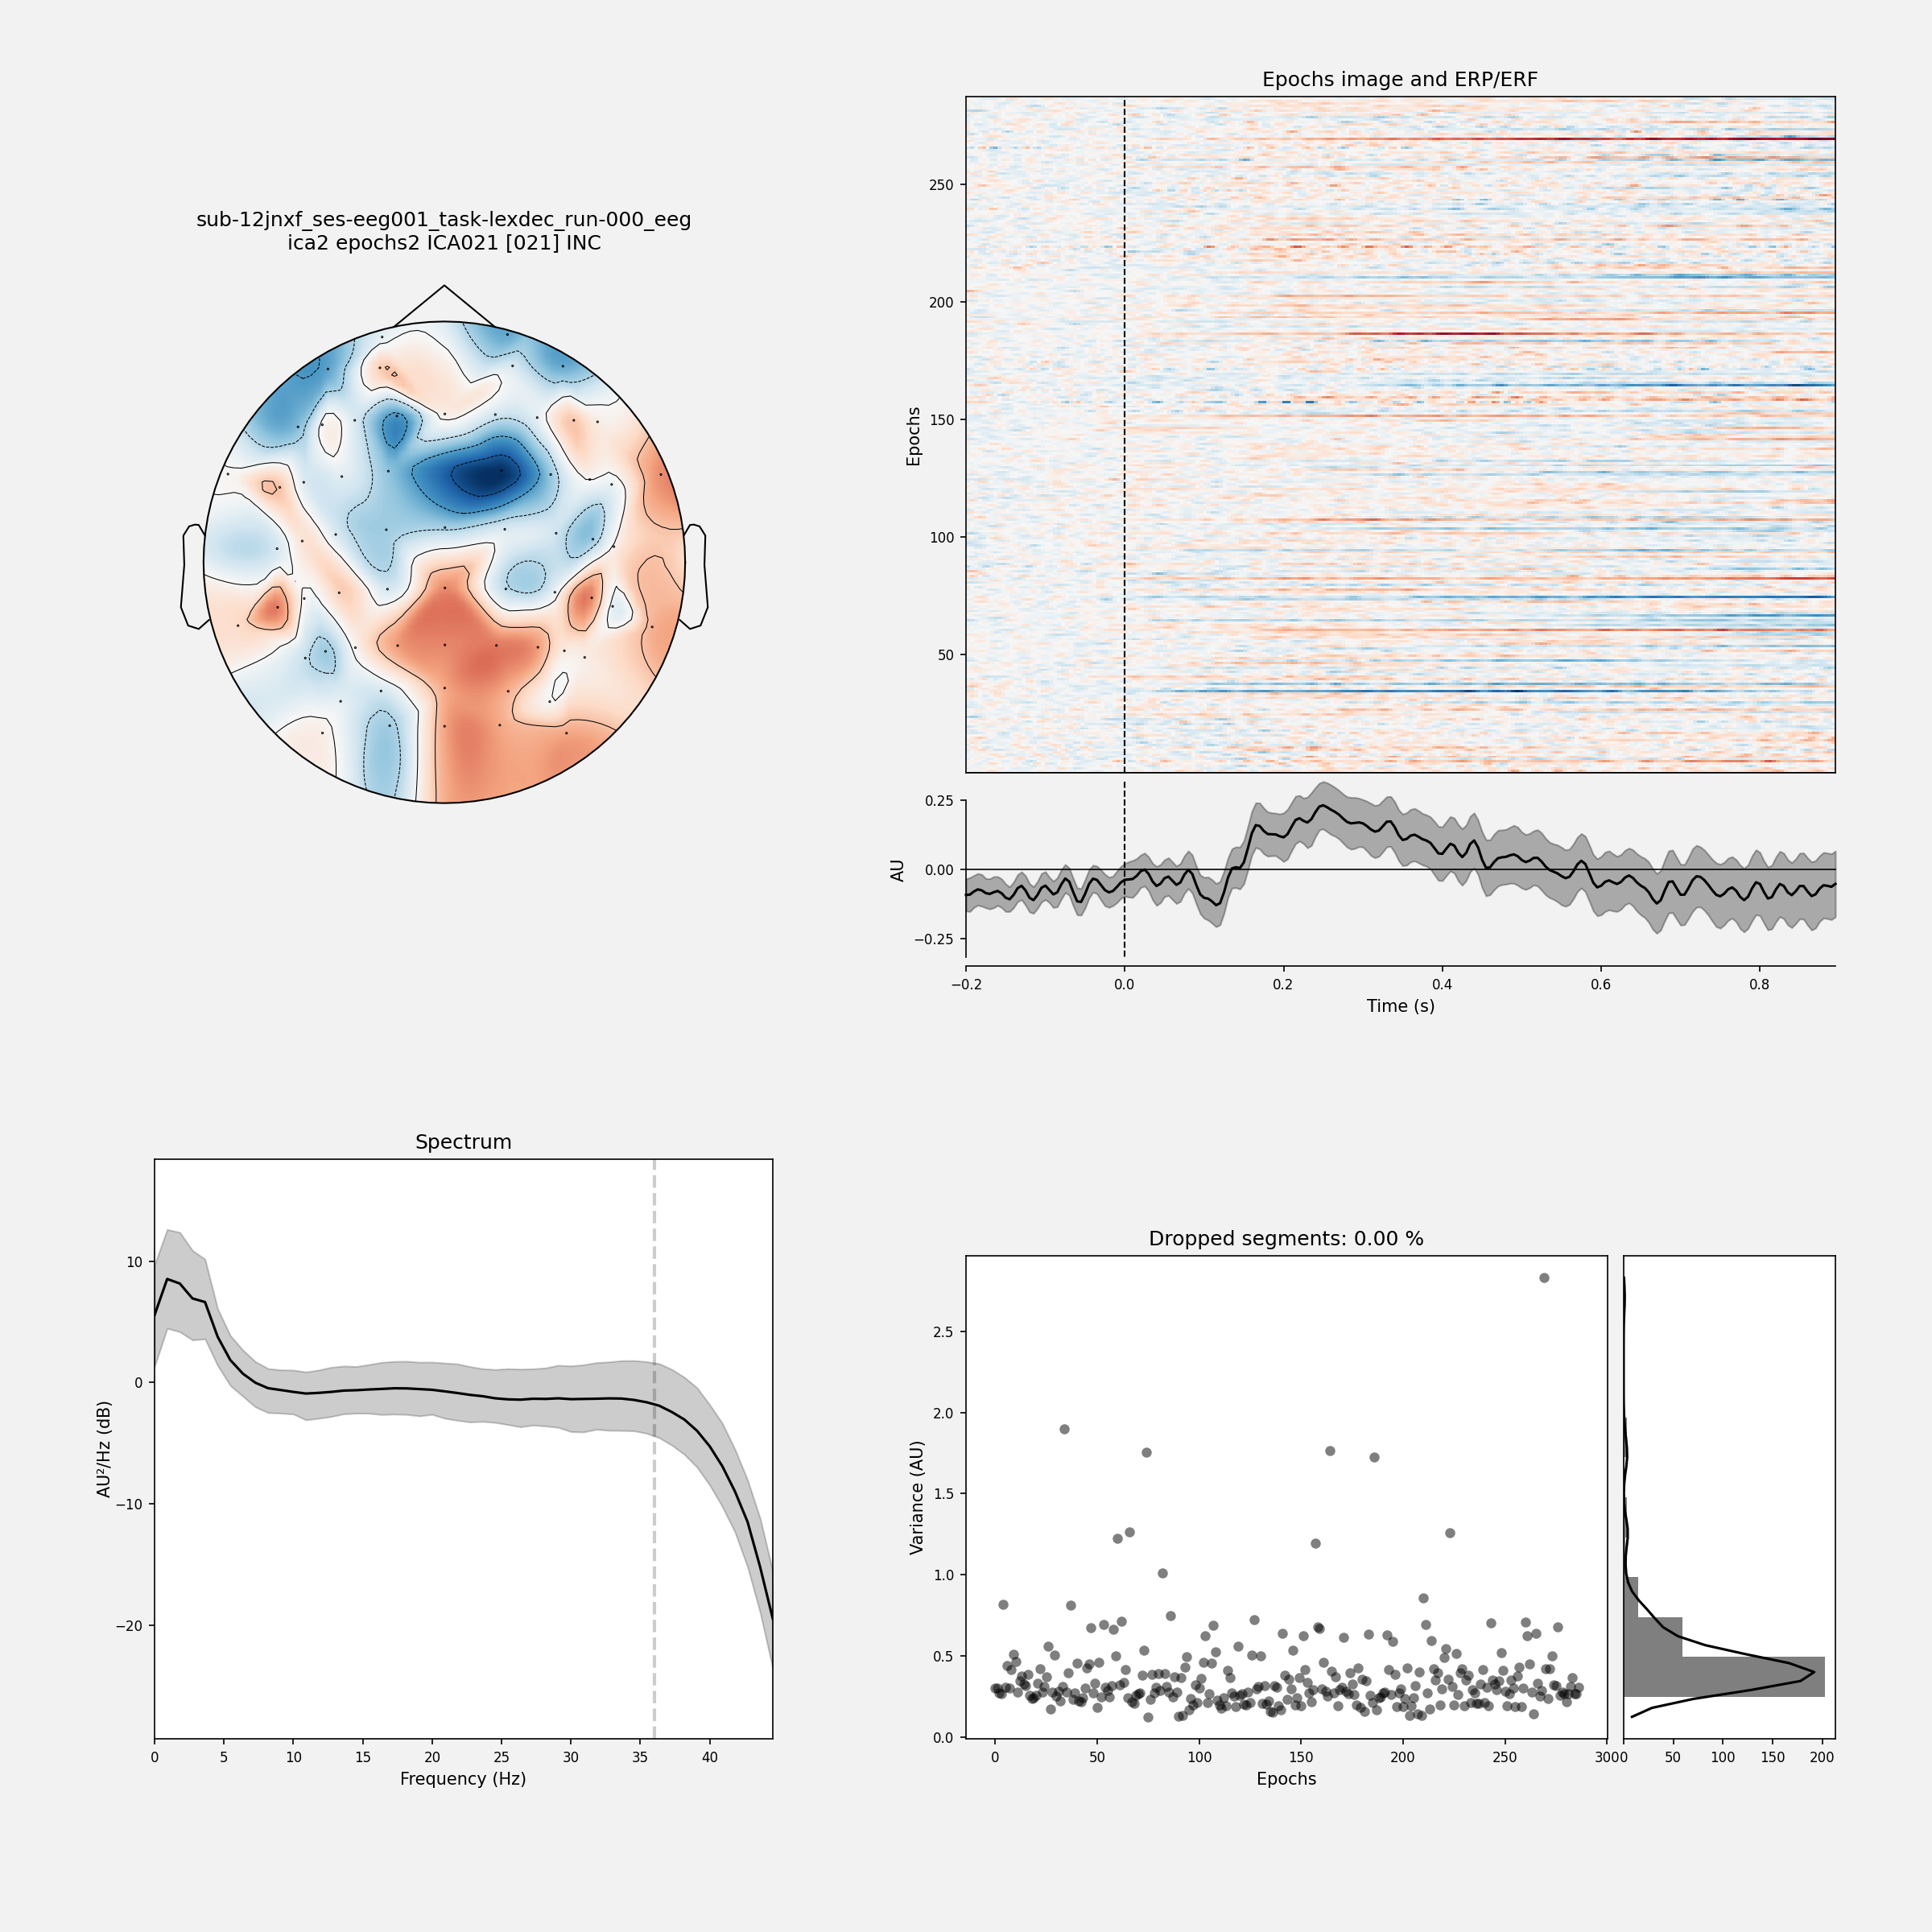 Epochs image and ERP/ERF
sub-12jnxf_ses-eeg001_task-lexdec_run-000_eeg
ica2 epochs2 ICA021 [021] INC
Epochs
250
200
150
100
50
AU
0.25
0.00
−0.25
−0.2 0.0 0.2 0.4 0.6 0.8
Time (s)
Spectrum
AU²/Hz (dB)
10
0
−10
−20
0 5 10 15 20 25 30 35 40
Frequency (Hz)
Dropped segments: 0.00 %
Variance (AU)
2.5
2.0
1.5
1.0
0.5
0.0
0 50 100 150 200 250 300
Epochs
0 50 100 150 200